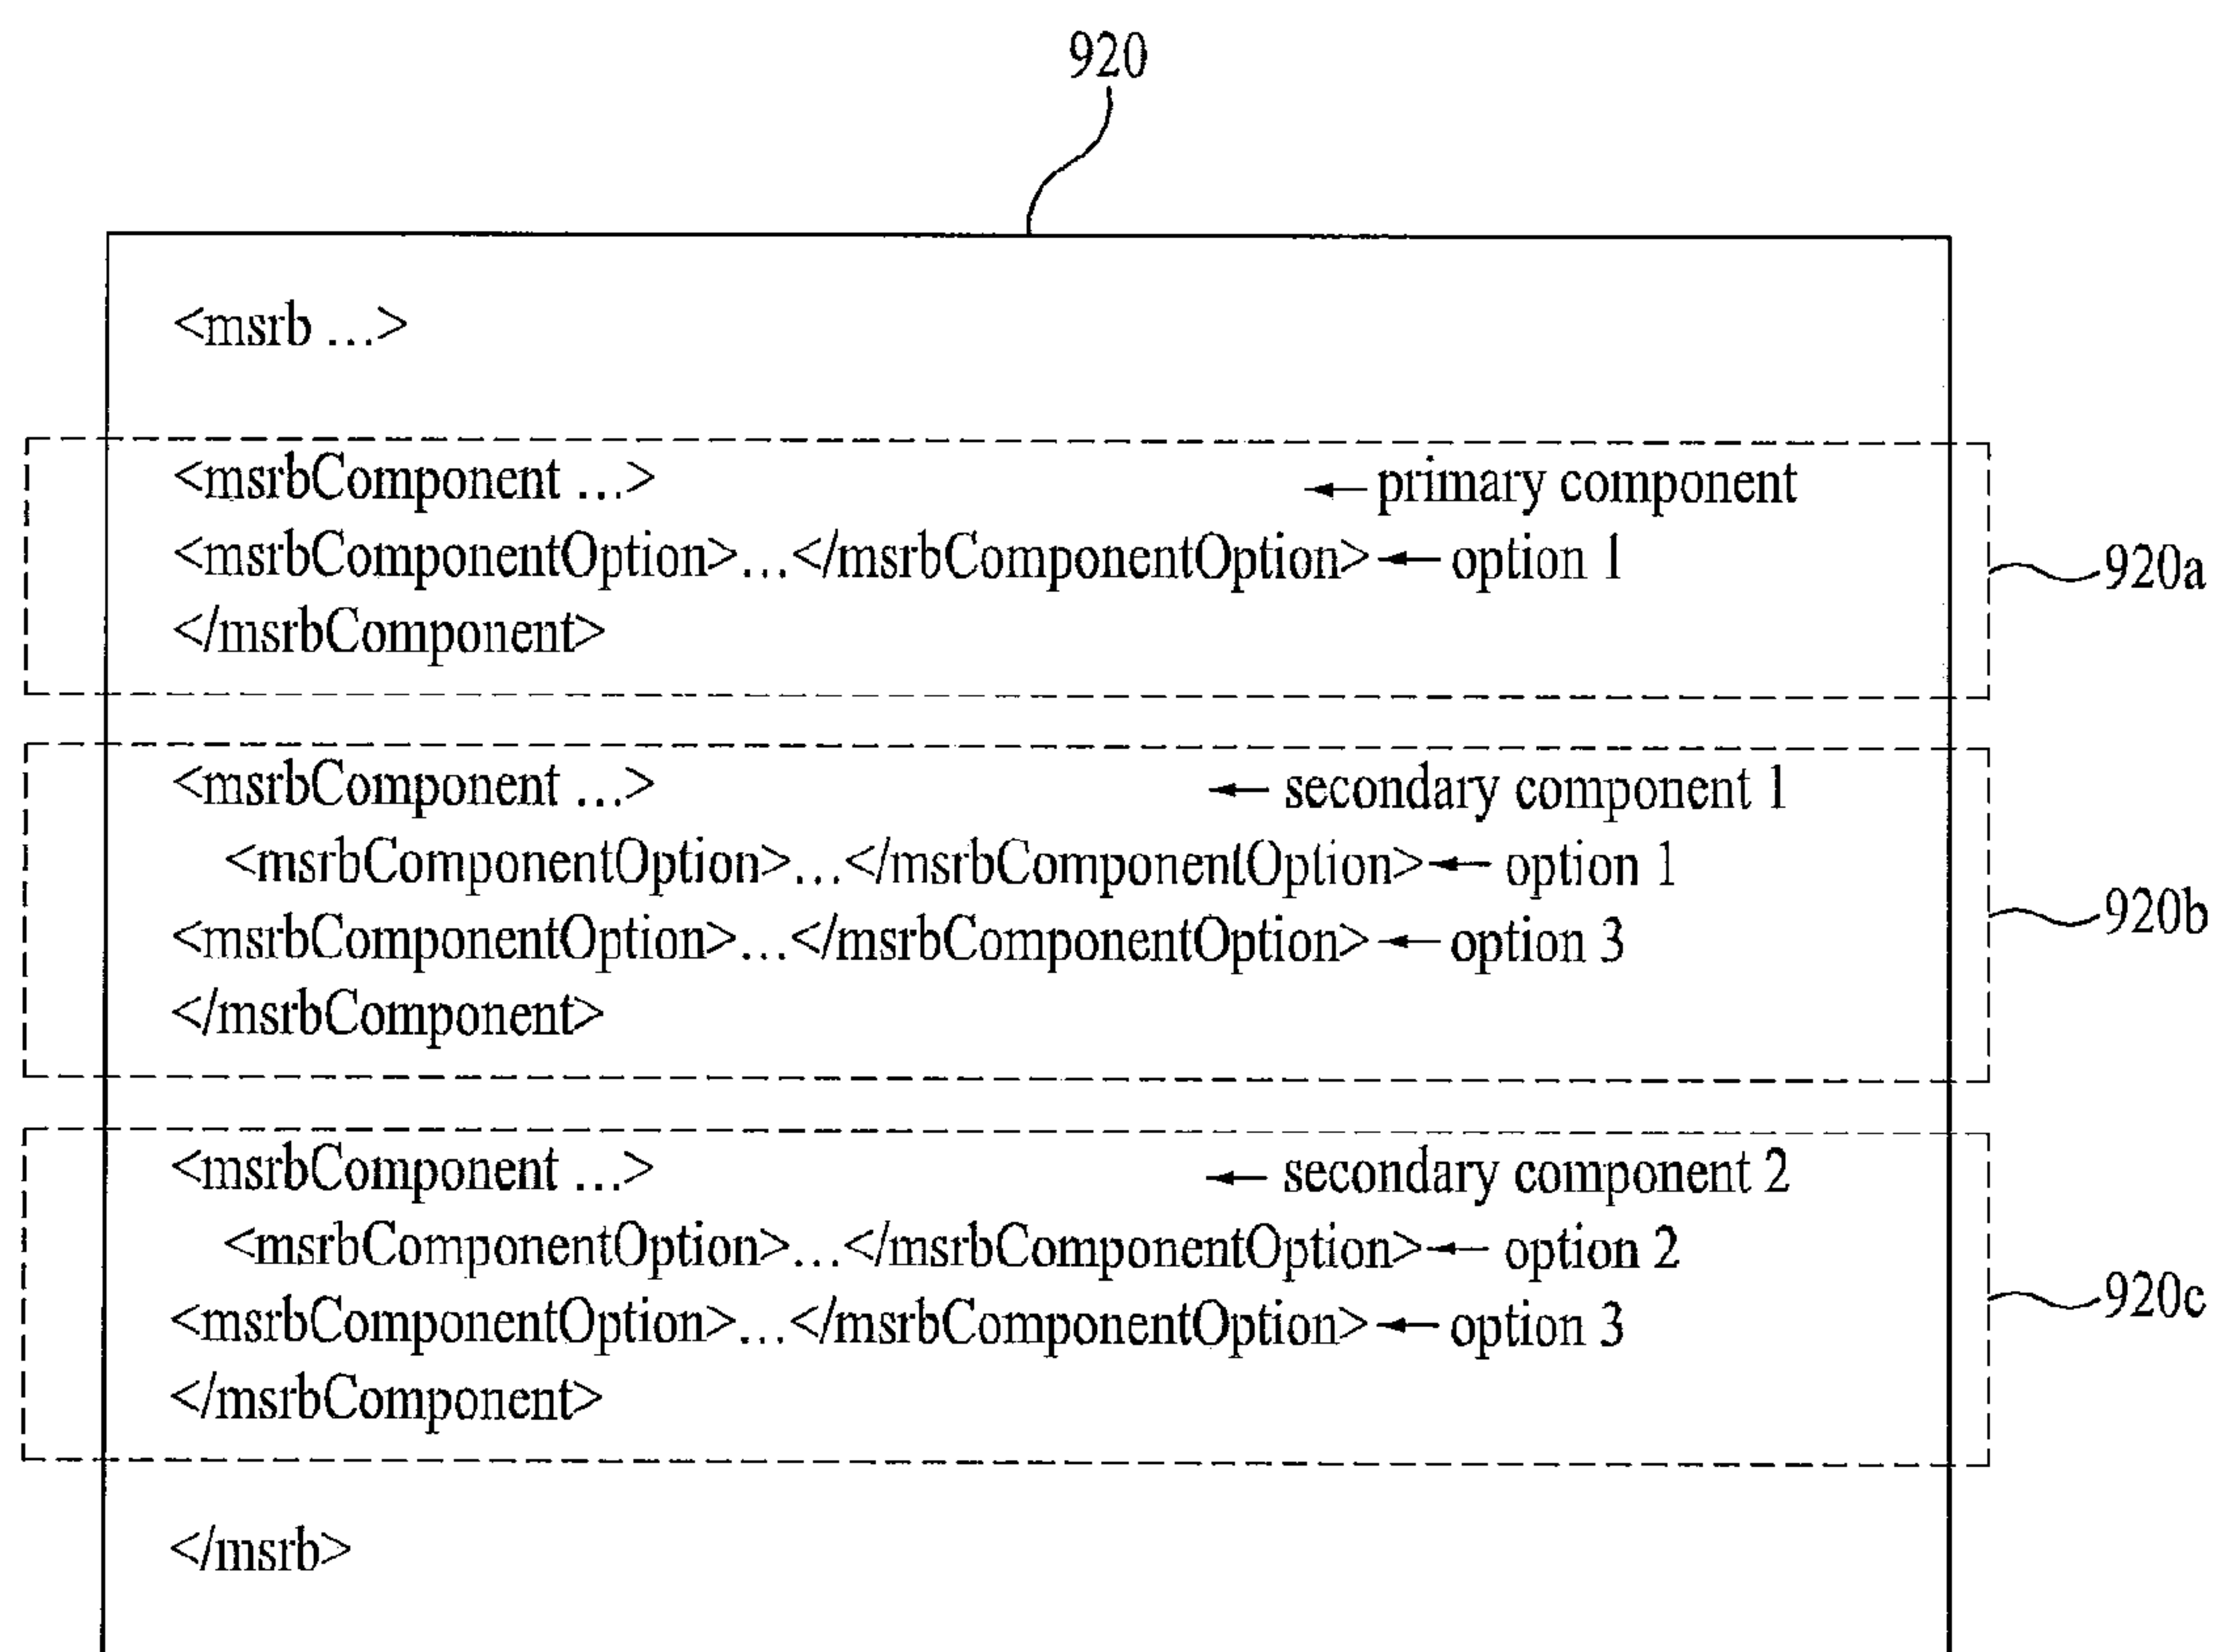 920
<msrb ...>
<msrbComponent ...> primary component
<msrbComponentOption>...</msrbComponentOption> option 1
</msrbComponent>
920a
<msrbComponent ...> secondary component 1
<msrbComponentOption>...</msrbComponentOption> option 1
<msrbComponentOption>...</msrbComponentOption> option 3
</msrbComponent>
920b
<msrbComponent ...> secondary component 2
<msrbComponentOption>...</msrbComponentOption> option 2
<msrbComponentOption>...</msrbComponentOption> option 3
</msrbComponent>
920c
</msrb>